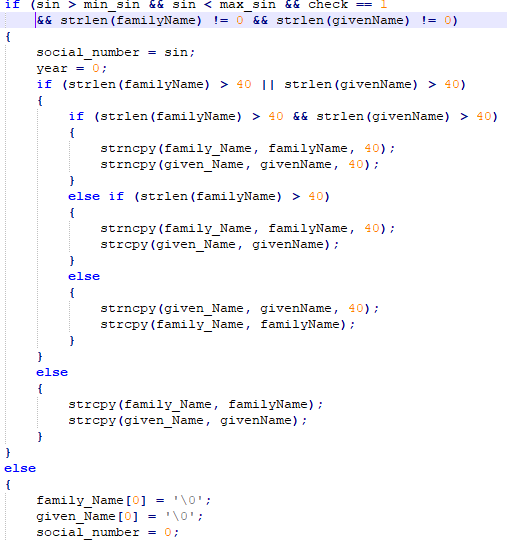 if (sin > min_sin && sin < max_sin && check == 1
&& strlen(familyName) != 0 && strlen(givenName) != 0)
{
social_number = sin;
year = 0;
if (strlen(familyName) > 40 || strlen(givenName) > 40)
{
if (strlen(familyName) > 40 && strlen(givenName) > 40)
{
strncpy(family_Name, familyName, 40);
strncpy(given_Name, givenName, 40);
}
else if (strlen(familyName) > 40)
{
strncpy(family_Name, familyName, 40);
strcpy(given_Name, givenName);
}
else
{
strncpy(given_Name, givenName, 40);
strcpy(family_Name, familyName);
}
}
else
{
strcpy(family_Name, familyName);
strcpy(given_Name, givenName);
}
}
else
{
family_Name[0] = '\0';
given_Name[0] = '\0';
social_number = 0;